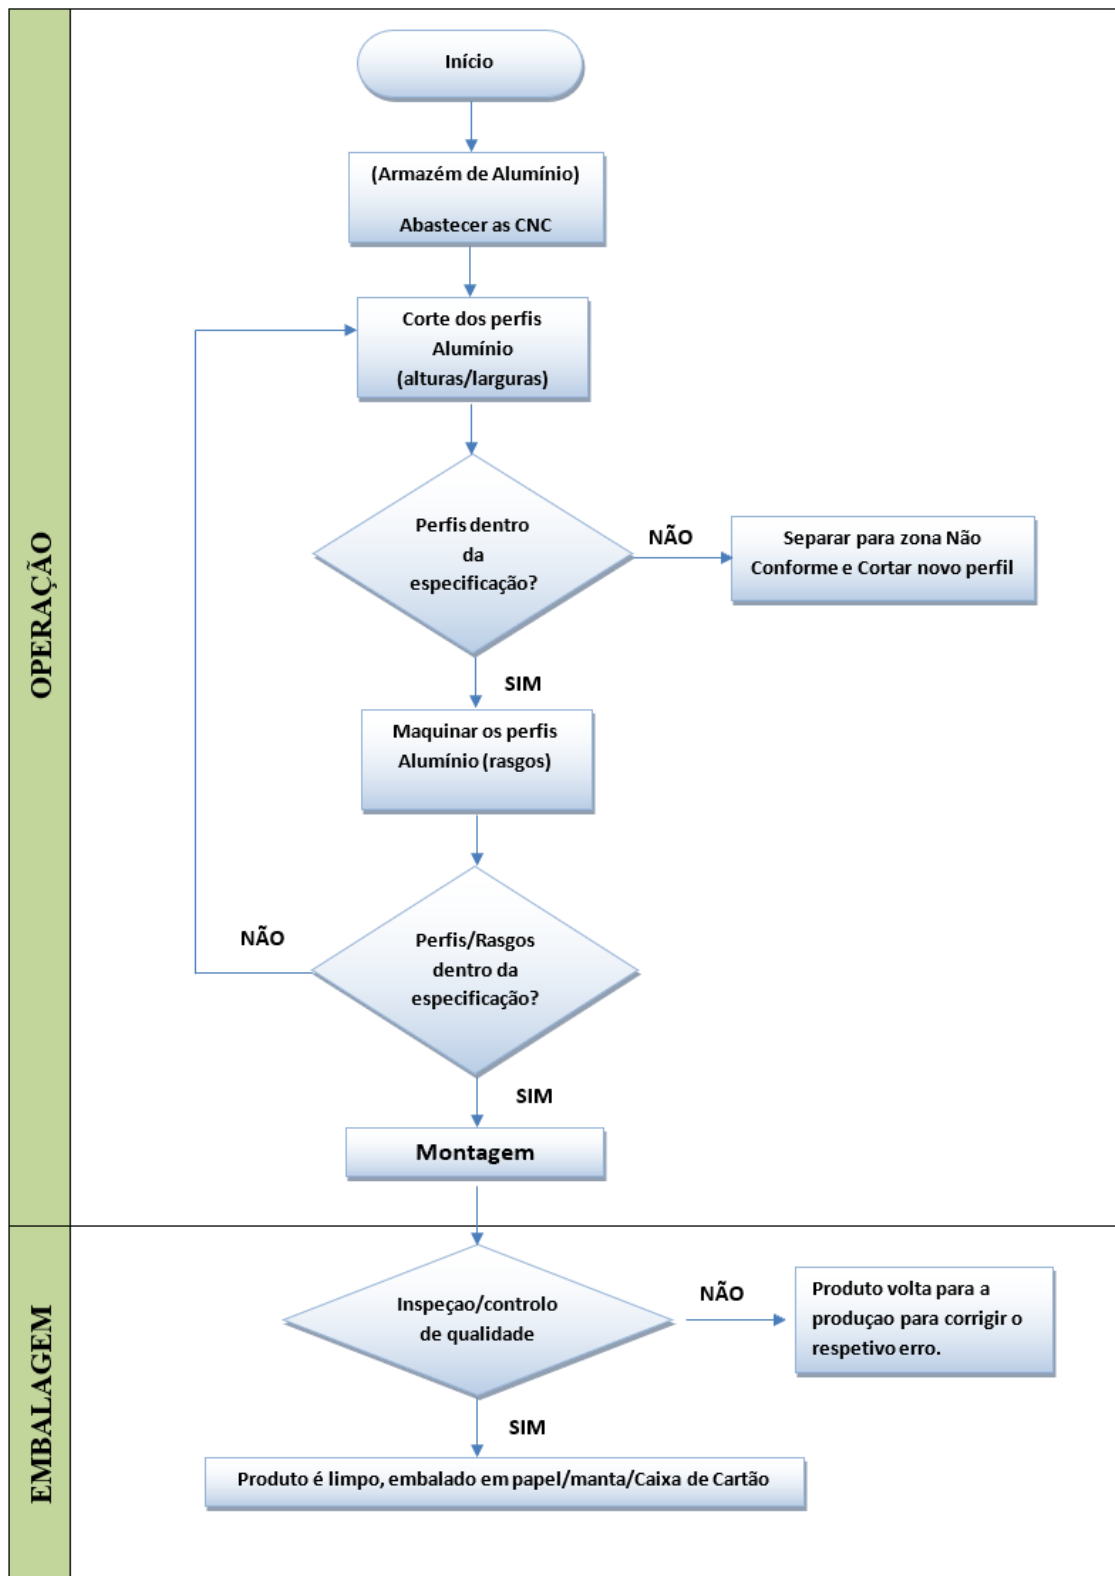 OPERAÇÃO
Início
(Armazém de Alumínio)
Abastecer as CNC
Corte dos perfis
Alumínio
(alturas/larguras)
Perfis dentro
da
especificação?
NÃO
Separar para zona Não
Conforme e Cortar novo perfil
SIM
Maquinar os perfis
Alumínio (rasgos)
NÃO
Perfis/Rasgos
dentro da
especificação?
SIM
Montagem
EMBALAGEM
Inspeçao/controlo
de qualidade
NÃO
Produto volta para a
produçao para corrigir o
respetivo erro.
SIM
Produto é limpo, embalado em papel/manta/Caixa de Cartão